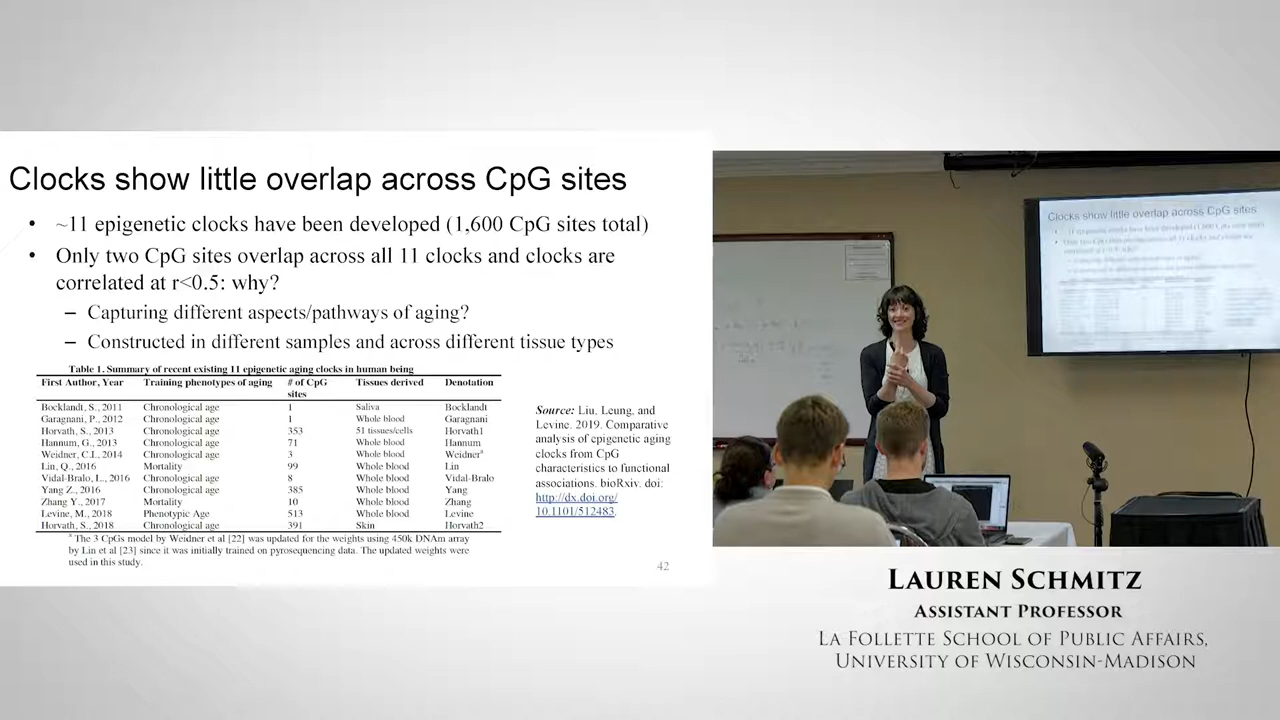 Clocks show little overlap across CpG sites
• ~11 epigenetic clocks have been developed (1,600 CpG sites total)
• Only two CpG sites overlap across all 11 clocks and clocks are
correlated at r<0.5: why?
– Capturing different aspects/pathways of aging?
– Constructed in different samples and across different tissue types
Table 1. Summary of recent existing 11 epigenetic aging clocks in human being
First Author, Year Training phenotypes of aging # of CpG sites Tissues derived Denotation
Bocklandt, S., 2011 Chronological age 1 Saliva Bocklandt
Garagnani, P., 2012 Chronological age 1 Whole blood Garagnani
Horvath, S., 2013 Chronological age 353 51 tissues/cells Horvath1
Hannum, G., 2013 Chronological age 71 Whole blood Hannum
Weidner, C.I., 2014 Chronological age 3 Whole blood Weidnerª
Lin, Q., 2016 Mortality 99 Whole blood Lin
Vidal-Bralo, L., 2016 Chronological age 8 Whole blood Vidal-Bralo
Yang Z., 2016 Chronological age 385 Whole blood Yang
Zhang Y., 2017 Mortality 10 Whole blood Zhang
Levine, M., 2018 Phenotypic Age 513 Whole blood Levine
Horvath, S., 2018 Chronological age 391 Skin Horvath2
ª The 3 CpGs model by Weidner et al [22] was updated for the weights using 450k DNAm array
by Lin et al [23] since it was initially trained on pyrosequencing data. The updated weights were
used in this study.
Source: Liu, Leung, and
Levine. 2019. Comparative
analysis of epigenetic aging
clocks from CpG
characteristics to functional
associations. bioRxiv. doi:
http://dx.doi.org/
10.1101/512483.
42
Clocks show little overlap across CpG sites
LAUREN SCHMITZ
ASSISTANT PROFESSOR
LA FOLLETTE SCHOOL OF PUBLIC AFFAIRS,
UNIVERSITY OF WISCONSIN-MADISON